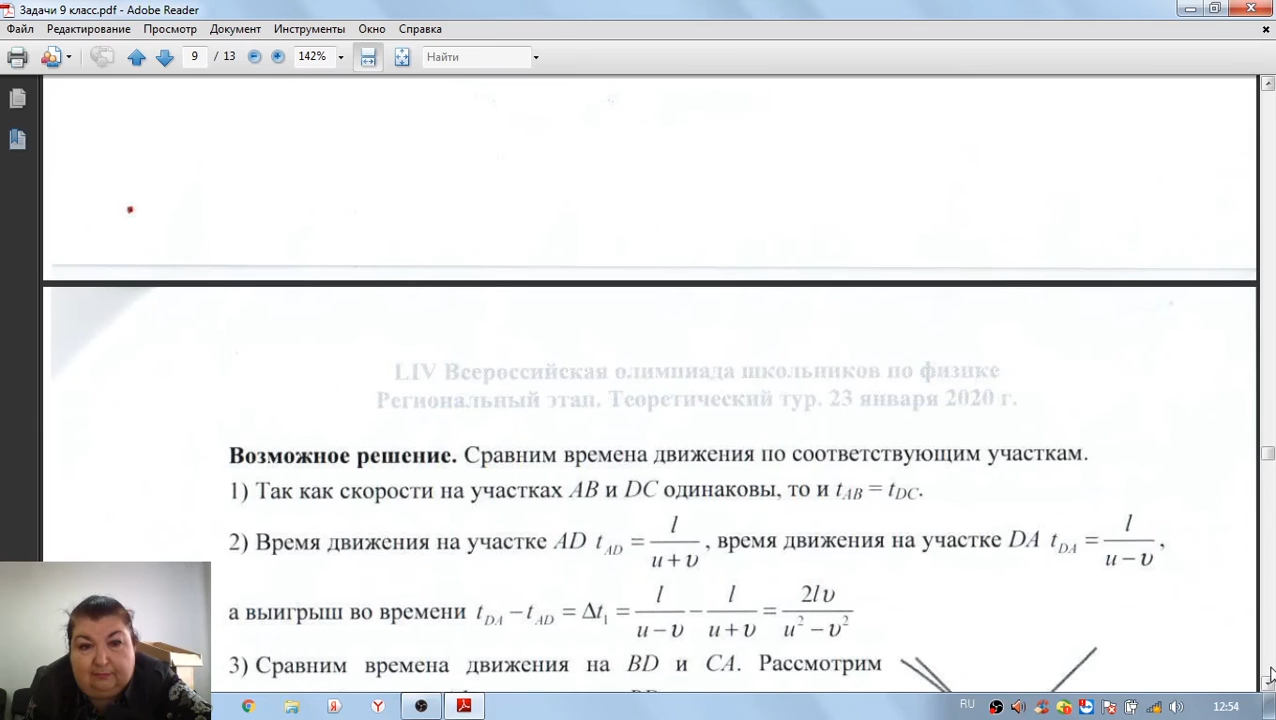 Задачи 9 класс.pdf - Adobe Reader
Файл Редактирование Просмотр Документ Инструменты Окно Справка
9 / 13 142% Найти
LIV Всероссийская олимпиада школьников по физике
Региональный этап. Теоретический тур. 23 января 2020 г.
Возможное решение. Сравним времена движения по соответствующим участкам.
1) Так как скорости на участках AB и DC одинаковы, то и t_AB = t_DC.
2) Время движения на участке AD t_AD = l/(u + υ), время движения на участке DA t_DA = l/(u − υ),
а выигрыш во времени t_DA − t_AD = Δt₁ = l/(u − υ) − l/(u + υ) = 2lυ/(u² − υ²)
3) Сравним времена движения на BD и CA. Рассмотрим
RU 12:54